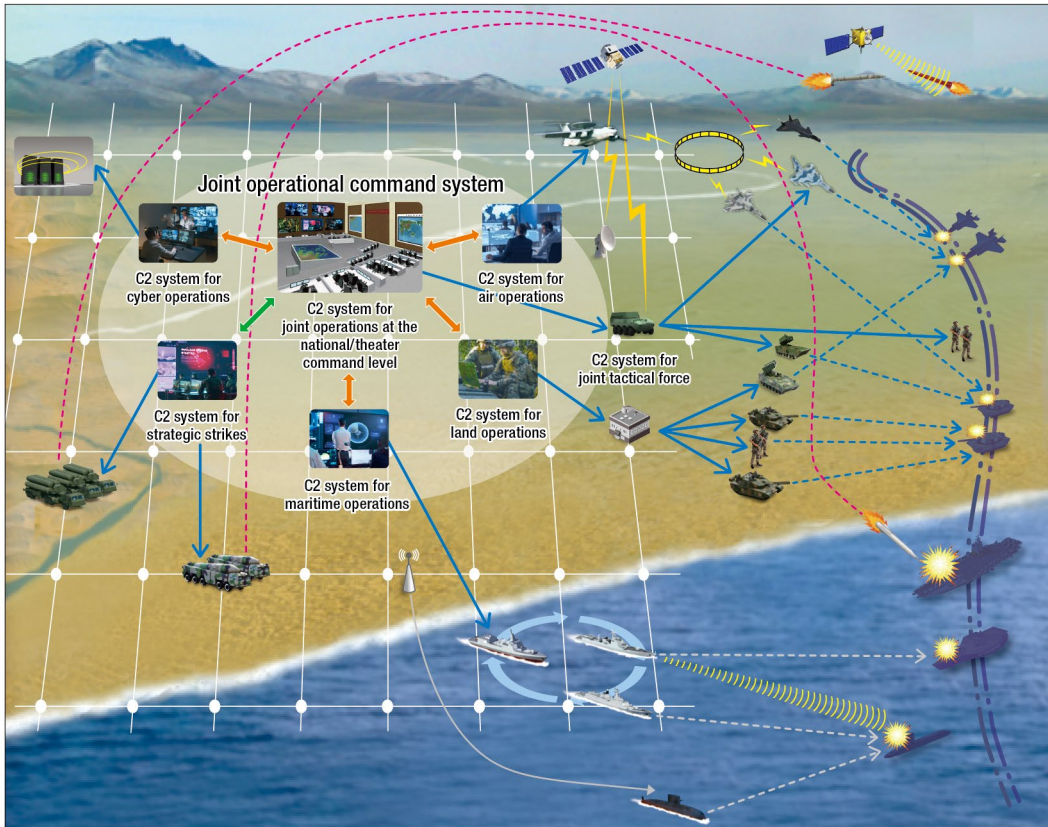 Joint operational command system
C2 system for
cyber operations
C2 system for
joint operations at the
national/theater
command level
C2 system for
air operations
C2 system for
joint tactical force
C2 system for
strategic strikes
C2 system for
land operations
C2 system for
maritime operations